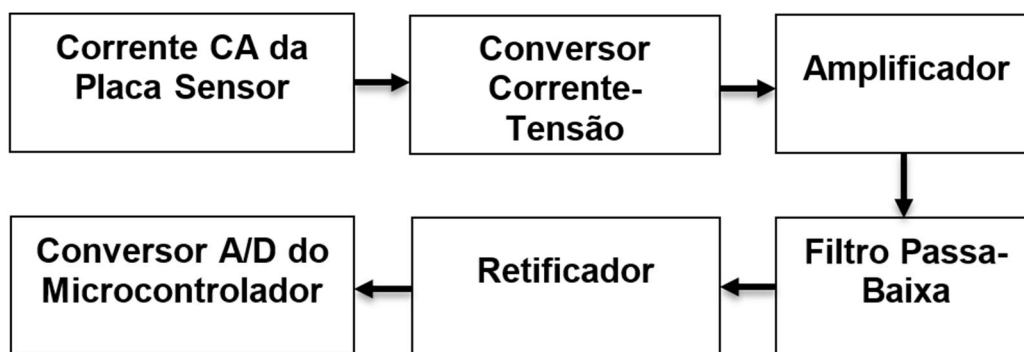 Corrente CA da
Placa Sensor
Conversor
Corrente-
Tensão
Amplificador
Filtro Passa-
Baixa
Retificador
Conversor A/D do
Microcontrolador